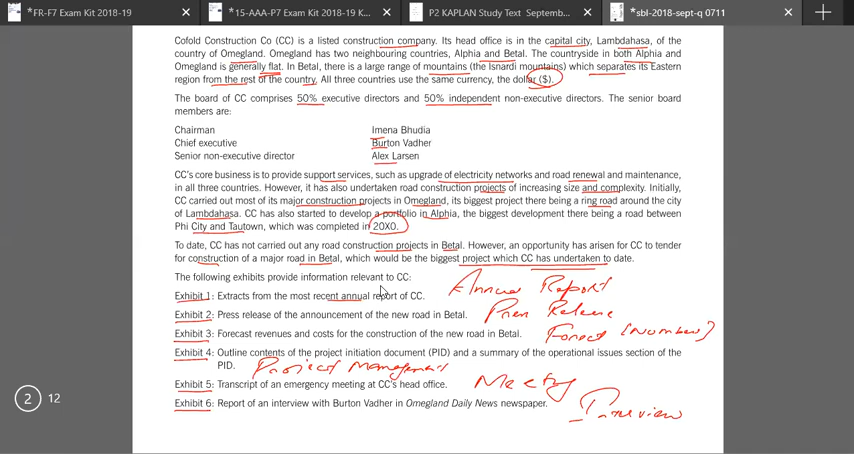 *FR-F7 Exam Kit 2018-19
*15-AAA-P7 Exam Kit 2018-19 K...
P2 KAPLAN Study Text Septemb...
*sbl-2018-sept-q 0711
Cofold Construction Co (CC) is a listed construction company. Its head office is in the capital city, Lambdahasa, of the
country of Omegland. Omegland has two neighbouring countries, Alphia and Betal. The countryside in both Alphia and
Omegland is generally flat. In Betal, there is a large range of mountains (the Isnardi mountains) which separates its Eastern
region from the rest of the country. All three countries use the same currency, the dollar ($).
The board of CC comprises 50% executive directors and 50% independent non-executive directors. The senior board
members are:
Chairman Imena Bhudia
Chief executive Burton Vadher
Senior non-executive director Alex Larsen
CC's core business is to provide support services, such as upgrade of electricity networks and road renewal and maintenance,
in all three countries. However, it has also undertaken road construction projects of increasing size and complexity. Initially,
CC carried out most of its major construction projects in Omegland, its biggest project there being a ring road around the city
of Lambdahasa. CC has also started to develop a portfolio in Alphia, the biggest development there being a road between
Phi City and Tautown, which was completed in 20X0.
To date, CC has not carried out any road construction projects in Betal. However, an opportunity has arisen for CC to tender
for construction of a major road in Betal, which would be the biggest project which CC has undertaken to date.
The following exhibits provide information relevant to CC:
Exhibit 1: Extracts from the most recent annual report of CC. Annual Report
Exhibit 2: Press release of the announcement of the new road in Betal. Press Release
Exhibit 3: Forecast revenues and costs for the construction of the new road in Betal. (Number)
Exhibit 4: Outline contents of the project initiation document (PID) and a summary of the operational issues section of the
PID. Project Management
Exhibit 5: Transcript of an emergency meeting at CC's head office. Meeting
Exhibit 6: Report of an interview with Burton Vadher in Omegland Daily News newspaper. Interview
2 12